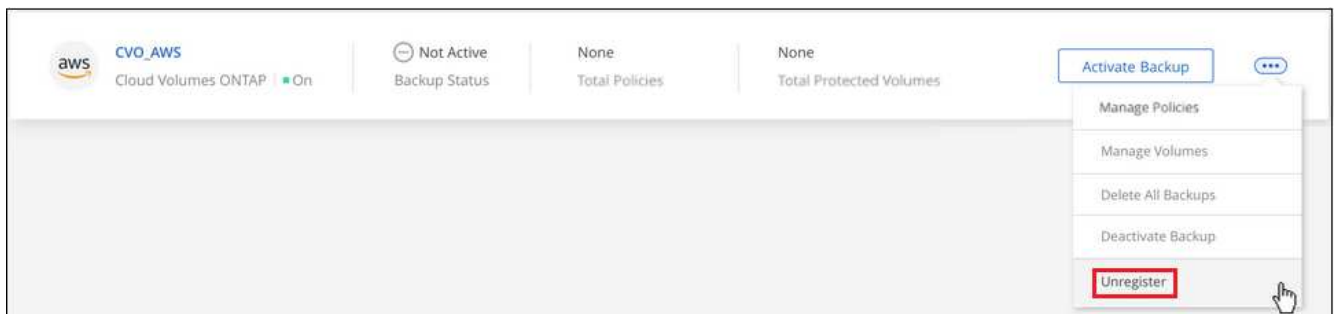 aws
CVO_AWS
Cloud Volumes ONTAP
On
Not Active
Backup Status
None
Total Policies
None
Total Protected Volumes
Activate Backup
Manage Policies
Manage Volumes
Delete All Backups
Deactivate Backup
Unregister